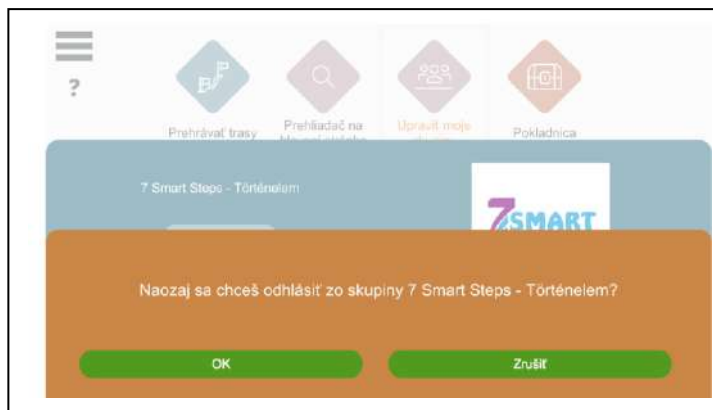 ?
Prehrávať trasy
Prehliadač na
Upraviť moje
Pokladnica
7 Smart Steps - Történelem
7SMART
Naozaj sa chceš odhlásiť zo skupiny 7 Smart Steps - Történelem?
OK
Zrušiť